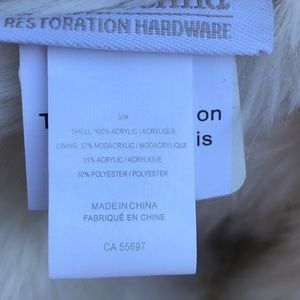 RESTORATION HARDWARE
S/M
SHELL: 100% ACRYLIC / ACRYLIQUE
LINING: 37% MODACRYLIC / MODACRYLIQUE
31% ACRYLIC / ACRYLIQUE
32% POLYESTER / POLYESTER
MADE IN CHINA
FABRIQUÉ EN CHINE
CA 55697
on
is